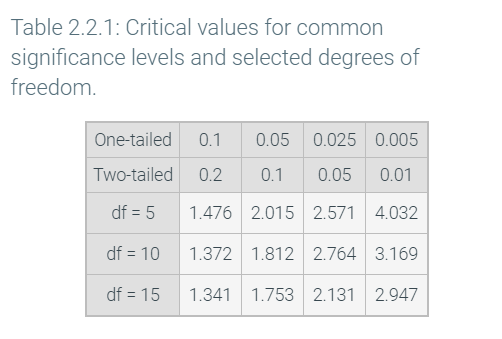 Table 2.2.1: Critical values for common
significance levels and selected degrees of
freedom.
One-tailed 0.1 0.05 0.025 0.005
Two-tailed 0.2 0.1 0.05 0.01
df = 5 1.476 2.015 2.571 4.032
df = 10 1.372 1.812 2.764 3.169
df = 15 1.341 1.753 2.131 2.947